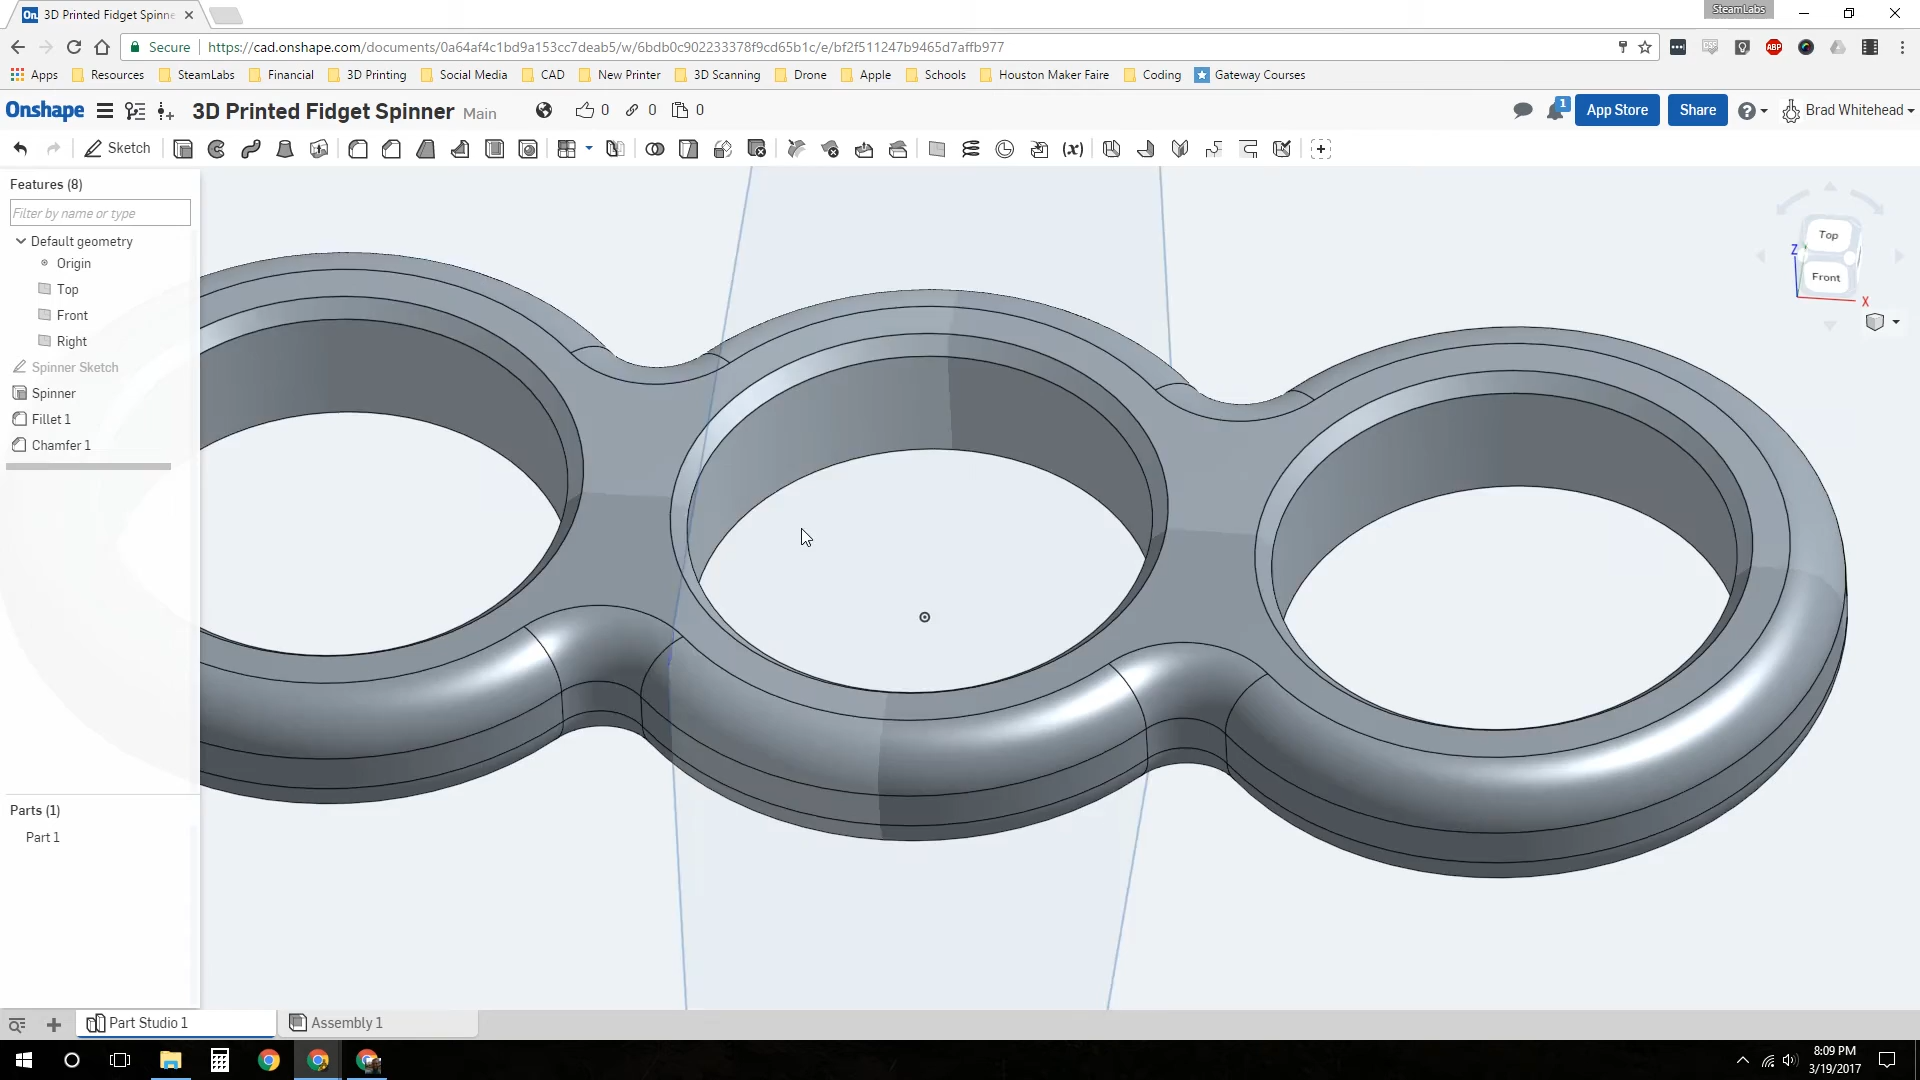 SteamLabs
On 3D Printed Fidget Spinne
Secure https://cad.onshape.com/documents/0a64af4c1bd9a153cc7deab5/w/6bdb0c902233378f9cd65b1c/e/bf2f511247b9465d7affb977
ABP
Apps Resources SteamLabs Financial 3D Printing Social Media CAD New Printer 3D Scanning Drone Apple Schools Houston Maker Faire Coding Gateway Courses
Onshape 3D Printed Fidget Spinner Main 0 0 0 1 App Store Share Brad Whitehead
Sketch (x)
Features (8)
Filter by name or type
Default geometry
Origin
Top
Front
Right
Spinner Sketch
Spinner
Fillet 1
Chamfer 1
Top
Z
Front
X
Parts (1)
Part 1
Part Studio 1 Assembly 1
8:09 PM
3/19/2017